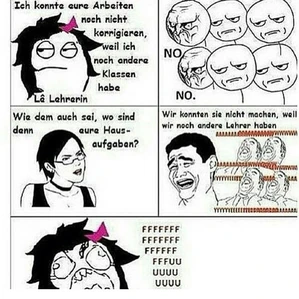 Ich konnte eure Arbeiten
noch nicht
korrigieren,
weil ich
noch andere
Klassen
habe
Lê Lehrerin
NO.
NO.
Wie dem auch sei, wo sind
denn eure Haus-
aufgaben?
Wir konnten sie nicht machen, weil
wir noch andere Lehrer haben
FFFFFFF
FFFFFFF
FFFFFF
FFFUU
UUUU
UUUU